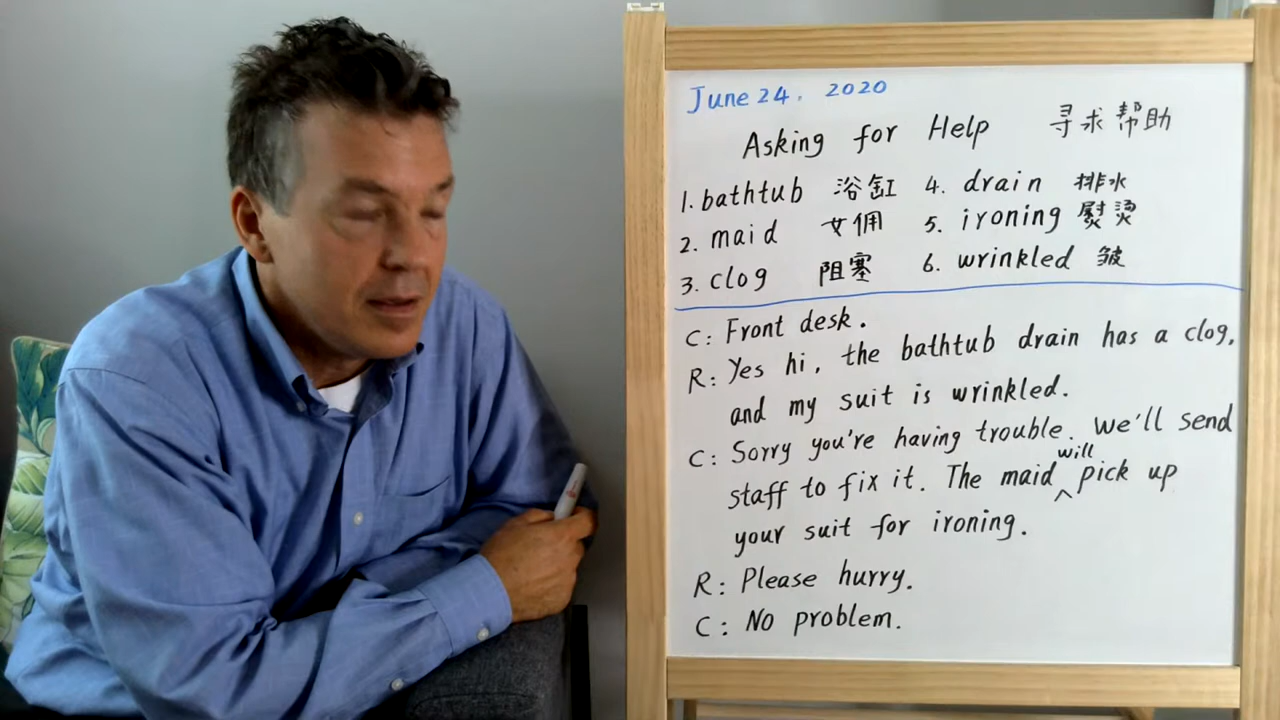 June 24, 2020
Asking for Help 寻求帮助
1. bathtub 浴缸 4. drain 排水
2. maid 女佣 5. ironing 熨烫
3. clog 阻塞 6. wrinkled 皱
C: Front desk.
R: Yes hi, the bathtub drain has a clog,
and my suit is wrinkled.
C: Sorry you're having trouble. We'll send
staff to fix it. The maid will pick up
your suit for ironing.
R: Please hurry.
C: No problem.